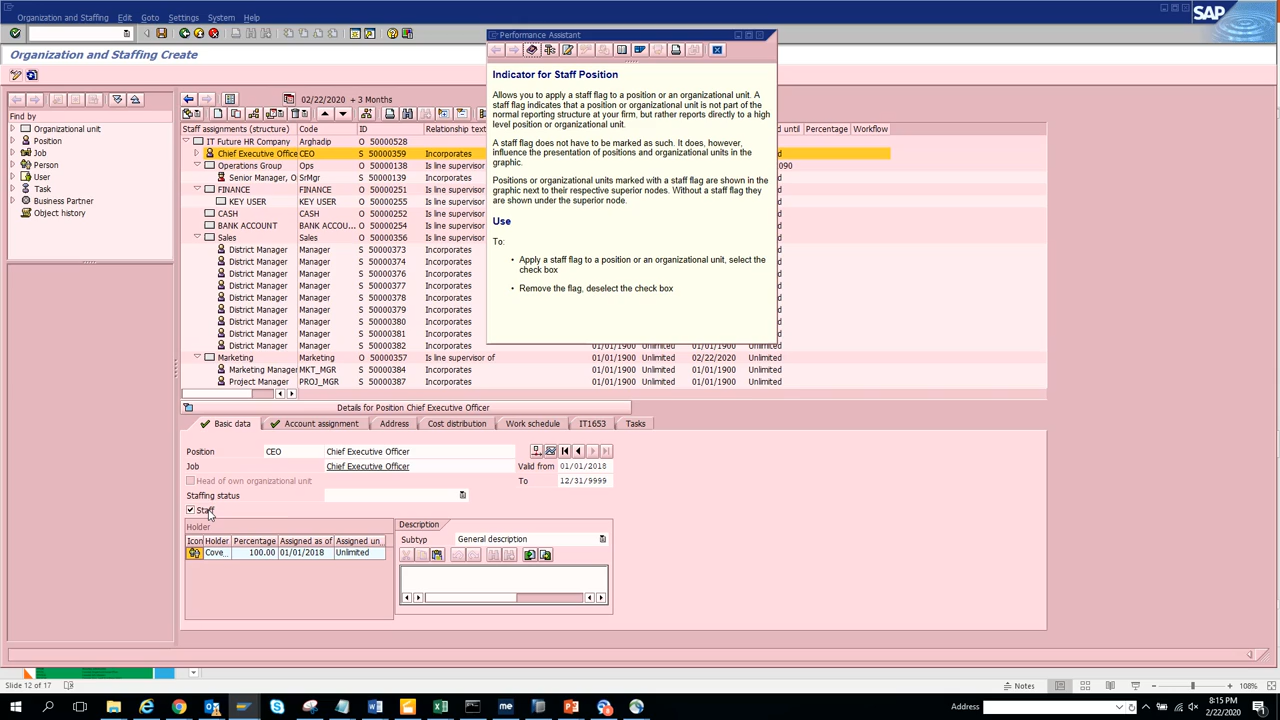 Organization and Staffing Edit Goto Settings System Help
SAP
Organization and Staffing Create
Performance Assistant
Indicator for Staff Position
Allows you to apply a staff flag to a position or an organizational unit. A
staff flag indicates that a position or organizational unit is not part of the
normal reporting structure at your firm, but rather reports directly to a high
level position or organizational unit.
A staff flag does not have to be marked as such. It does, however,
influence the presentation of positions and organizational units in the
graphic.
Positions or organizational units marked with a staff flag are shown in the
graphic next to their respective superior nodes. Without a staff flag they
are shown under the superior node.
Use
To:
• Apply a staff flag to a position or an organizational unit, select the
check box
• Remove the flag, deselect the check box
Find by
Organizational unit
Position
Job
Person
User
Task
Business Partner
Object history
02/22/2020 + 3 Months
Staff assignments (structure) Code ID Relationship text d until Percentage Workflow
IT Future HR Company Arghadip O 50000528
Chief Executive Office CEO S 50000359 Incorporates d
Operations Group Ops O 50000138 Is line supervisor 090
Senior Manager, O SrMgr S 50000139 Incorporates d
FINANCE FINANCE O 50000251 Is line supervisor d
KEY USER KEY USER S 50000255 Incorporates d
CASH CASH O 50000252 Is line supervisor d
BANK ACCOUNT BANK ACCOU... O 50000254 Is line supervisor d
Sales Sales O 50000356 Is line supervisor d
District Manager Manager S 50000373 Incorporates d
District Manager Manager S 50000374 Incorporates d
District Manager Manager S 50000376 Incorporates d
District Manager Manager S 50000377 Incorporates d
District Manager Manager S 50000378 Incorporates d
District Manager Manager S 50000379 Incorporates d
District Manager Manager S 50000380 Incorporates d
District Manager Manager S 50000381 Incorporates d
District Manager Manager S 50000382 Incorporates 01/01/1900 Unlimited 01/01/1900 Unlimited
Marketing Marketing O 50000357 Is line supervisor of 01/01/1900 Unlimited 02/22/2020 Unlimited
Marketing Manager MKT_MGR S 50000384 Incorporates 01/01/1900 Unlimited 01/01/1900 Unlimited
Project Manager PROJ_MGR S 50000387 Incorporates 01/01/1900 Unlimited 01/01/1900 Unlimited
Details for Position Chief Executive Officer
Basic data Account assignment Address Cost distribution Work schedule IT1653 Tasks
Position CEO Chief Executive Officer
Job Chief Executive Officer Valid from 01/01/2018
Head of own organizational unit To 12/31/9999
Staffing status
Staff
Holder
Icon Holder Percentage Assigned as of Assigned un...
Cove... 100.00 01/01/2018 Unlimited
Description
Subtype General description
Slide 12 of 17 Notes 108%
Address 8:15 PM
2/22/2020